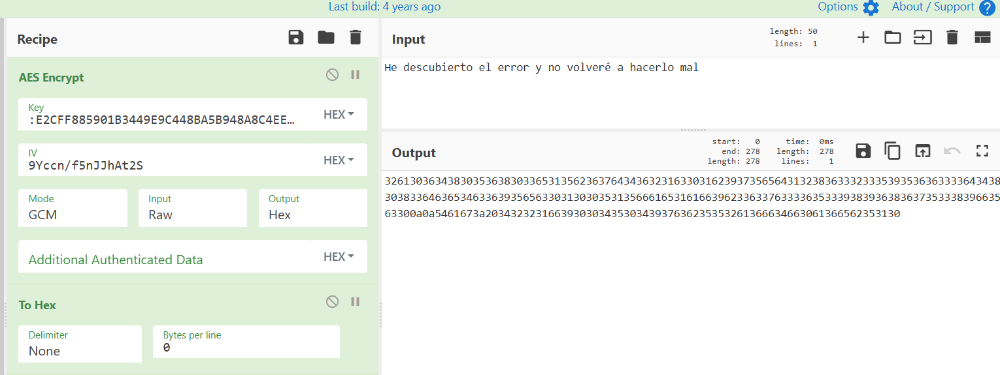 Last build: 4 years ago
Options
About / Support
Recipe
AES Encrypt
Key
:E2CFF885901B3449E9C448BA5B948A8C4EE…
HEX
IV
9Yccn/f5nJJhAt2S
HEX
Mode
GCM
Input
Raw
Output
Hex
Additional Authenticated Data
HEX
To Hex
Delimiter
None
Bytes per line
0
Input
length: 50
lines: 1
He descubierto el error y no volveré a hacerlo mal
Output
start: 0
end: 278
length: 278
time: 0ms
length: 278
lines: 1
32613036343830353638303365313562363764343632316330316239373565643132383633323335393536363333643438
30383364636534633639356563303130303531356661653161663962336337633336353339383936383637353338396635
63300a0a5461673a203432323166393030343530343937636235353261366634663061366562353130